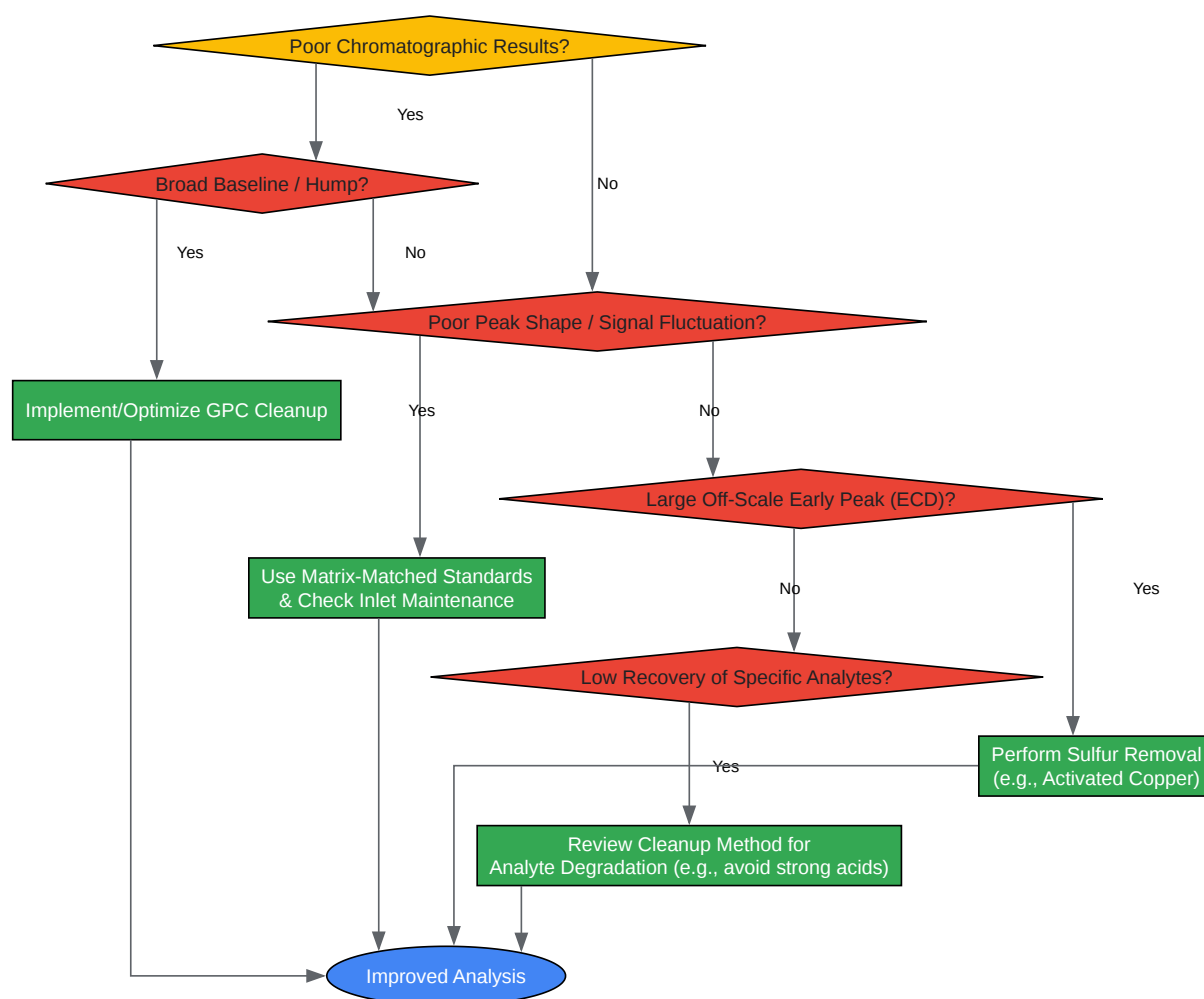 Poor Chromatographic Results?
Yes
Broad Baseline / Hump?
No
Yes
No
Poor Peak Shape / Signal Fluctuation?
Implement/Optimize GPC Cleanup
Yes
No
Large Off-Scale Early Peak (ECD)?
Use Matrix-Matched Standards
& Check Inlet Maintenance
No
Yes
Low Recovery of Specific Analytes?
Perform Sulfur Removal
(e.g., Activated Copper)
Yes
Review Cleanup Method for
Analyte Degradation (e.g., avoid strong acids)
Improved Analysis